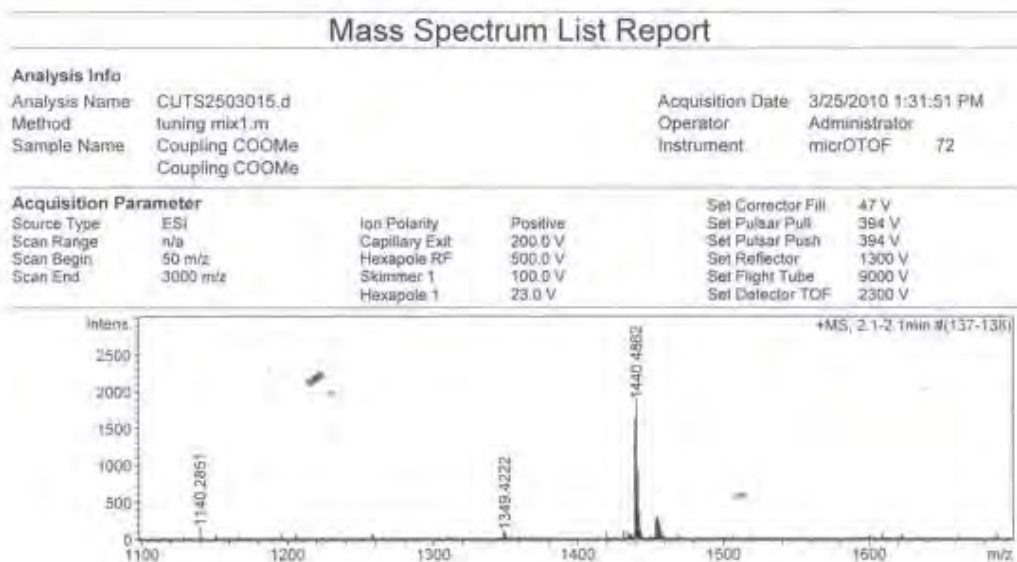 Mass Spectrum List Report
Analysis Info
Analysis Name CUTS2503015.d
Method tuning mix1.m
Sample Name Coupling COOMe
Coupling COOMe
Acquisition Date 3/25/2010 1:31:51 PM
Operator Administrator
Instrument micrOTOF 72
Acquisition Parameter
Source Type ESI
Scan Range n/a
Scan Begin 50 m/z
Scan End 3000 m/z
Ion Polarity Positive
Capillary Exit 200.0 V
Hexapole RF 500.0 V
Skimmer 1 100.0 V
Hexapole 1 23.0 V
Set Corrector Fill 47 V
Set Pulsar Pull 394 V
Set Pulsar Push 394 V
Set Reflector 1300 V
Set Flight Tube 9000 V
Set Detector TOF 2300 V
Intens.
+MS, 2.1-2.1min #(137-138)
2500
2000
1500
1000
500
0
1140.2851
1349.4222
1440.4862
1100 1200 1300 1400 1500 1600 m/z